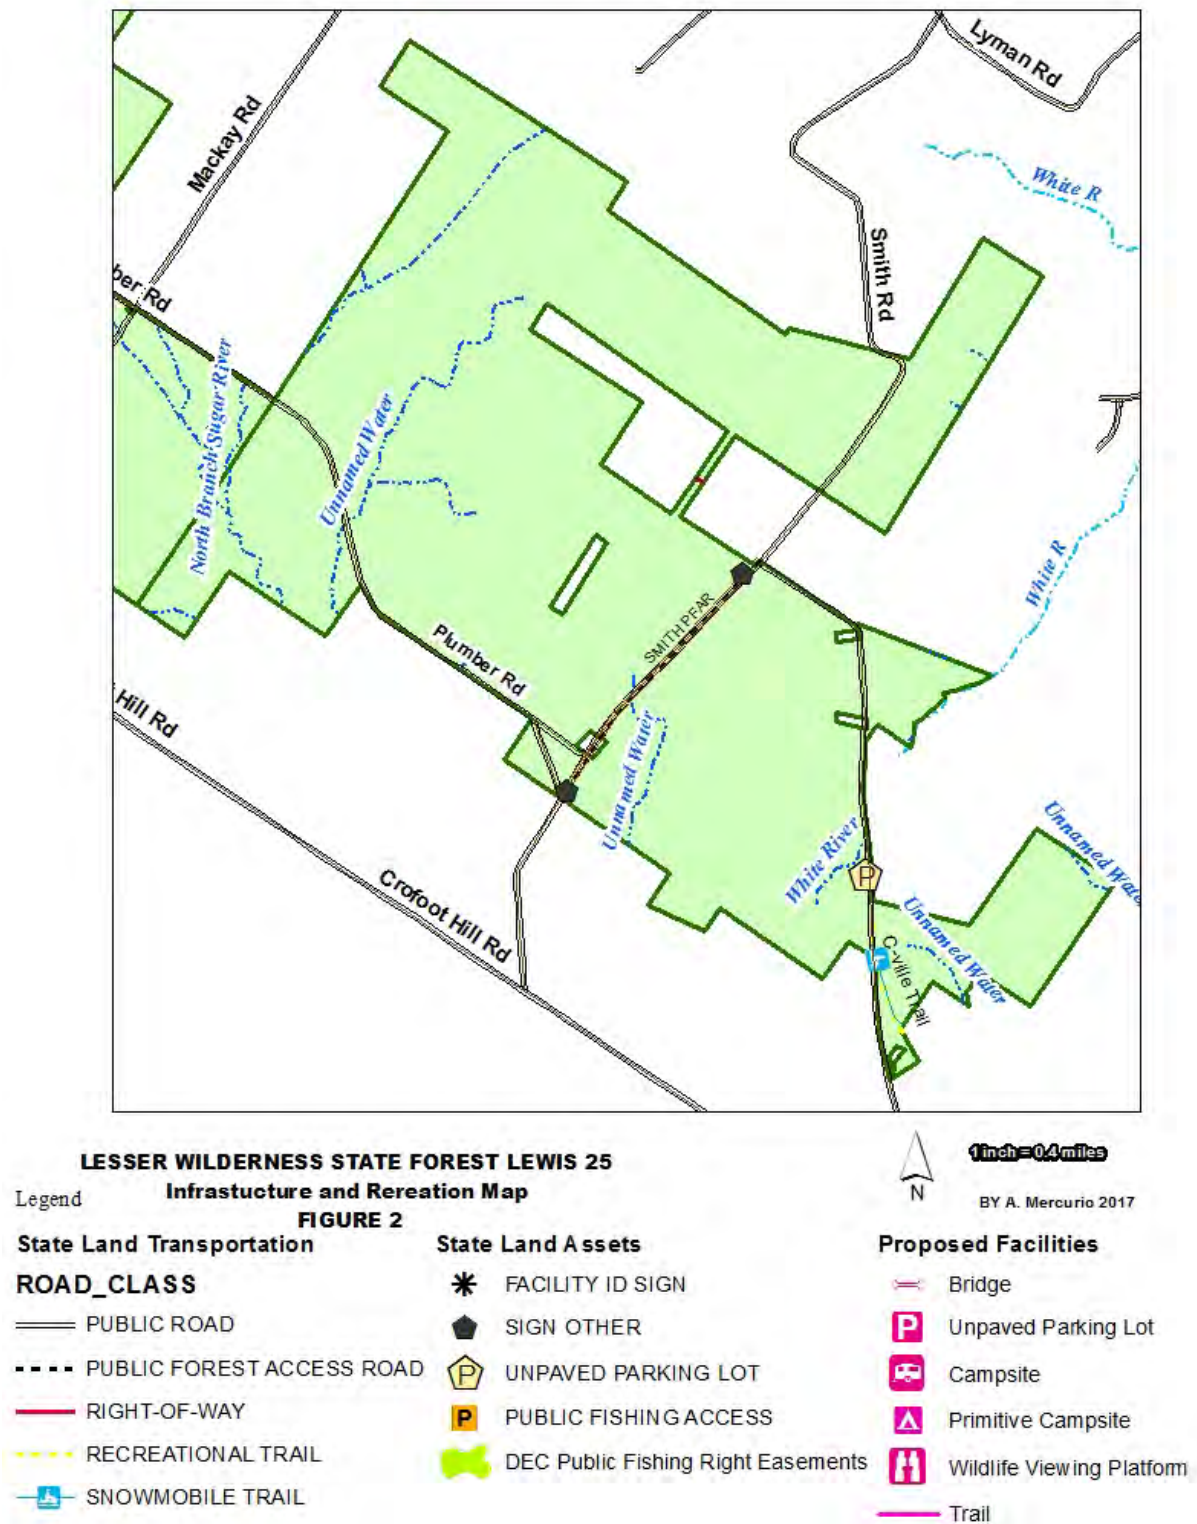 Lyman Rd
Mackay Rd
White R
Smith Rd
ber Rd
North Branch Sugar River
Unnamed Water
White R
SMITH PFAR
Plumber Rd
Hill Rd
Unnamed Water
Crofoot Hill Rd
White River
P
Unnamed Wate
Unnamed Water
C-ville Trail
LESSER WILDERNESS STATE FOREST LEWIS 25
Infrastucture and Rereation Map
FIGURE 2
1 inch = 0.4 miles
N
BY A. Mercurio 2017
Legend
State Land Transportation
ROAD_CLASS
PUBLIC ROAD
PUBLIC FOREST ACCESS ROAD
RIGHT-OF-WAY
RECREATIONAL TRAIL
SNOWMOBILE TRAIL
State Land Assets
FACILITY ID SIGN
SIGN OTHER
P UNPAVED PARKING LOT
P PUBLIC FISHING ACCESS
DEC Public Fishing Right Easements
Proposed Facilities
Bridge
P Unpaved Parking Lot
Campsite
Primitive Campsite
Wildlife Viewing Platform
Trail